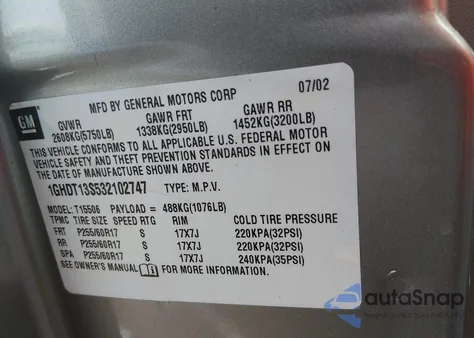 GM
MFD BY GENERAL MOTORS CORP 07/02
GVWR GAWR FRT GAWR RR
2608KG(5750LB) 1338KG(2950LB) 1452KG(3200LB)
THIS VEHICLE CONFORMS TO ALL APPLICABLE U.S. FEDERAL MOTOR
VEHICLE SAFETY AND THEFT PREVENTION STANDARDS IN EFFECT ON
THE DATE OF MANUFACTURE SHOWN ABOVE.
1GHDT13S532102747 TYPE: M.P.V.
MODEL: T15506 PAYLOAD = 488KG(1076LB)
TPMC TIRE SIZE SPEED RTG RIM COLD TIRE PRESSURE
FRT P255/60R17 S 17X7J 220KPA(32PSI)
RR P255/60R17 S 17X7J 220KPA(32PSI)
SPA P255/60R17 S 17X7J 240KPA(35PSI)
SEE OWNER'S MANUAL FOR MORE INFORMATION.
autaSnap
POWERED BY